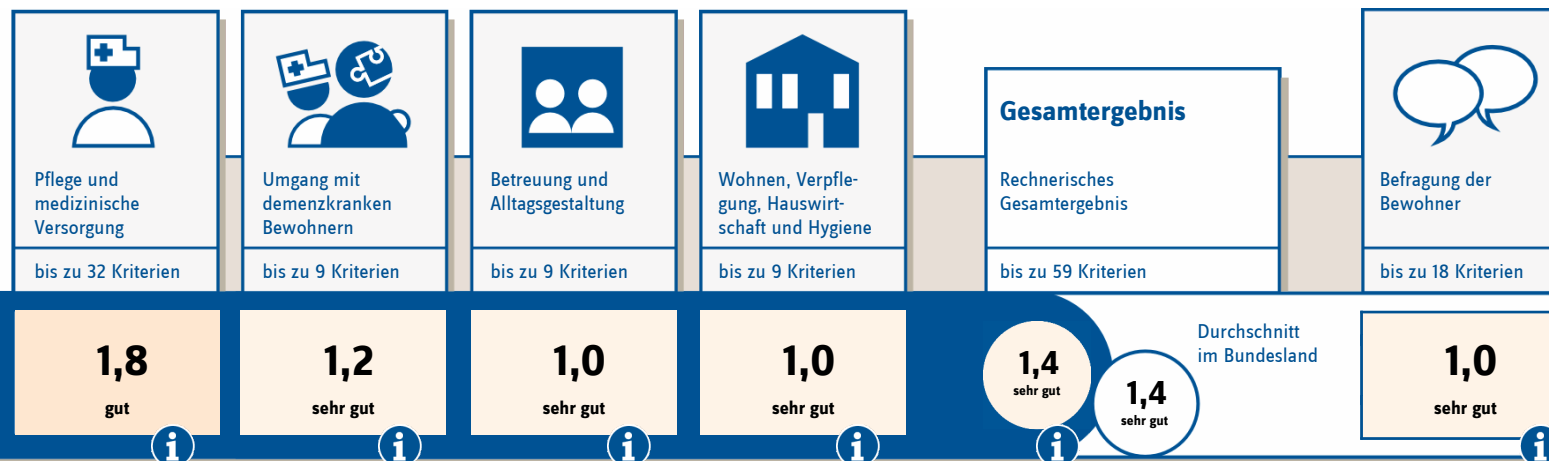 Pflege und
medizinische
Versorgung
bis zu 32 Kriterien
1,8
gut
Umgang mit
demenzkranken
Bewohnern
bis zu 9 Kriterien
1,2
sehr gut
Betreuung und
Alltagsgestaltung
bis zu 9 Kriterien
1,0
sehr gut
Wohnen, Verpfle-
gung, Hauswirt-
schaft und Hygiene
bis zu 9 Kriterien
1,0
sehr gut
Gesamtergebnis
Rechnerisches
Gesamtergebnis
bis zu 59 Kriterien
1,4
sehr gut
Durchschnitt
im Bundesland
1,4
sehr gut
Befragung der
Bewohner
bis zu 18 Kriterien
1,0
sehr gut